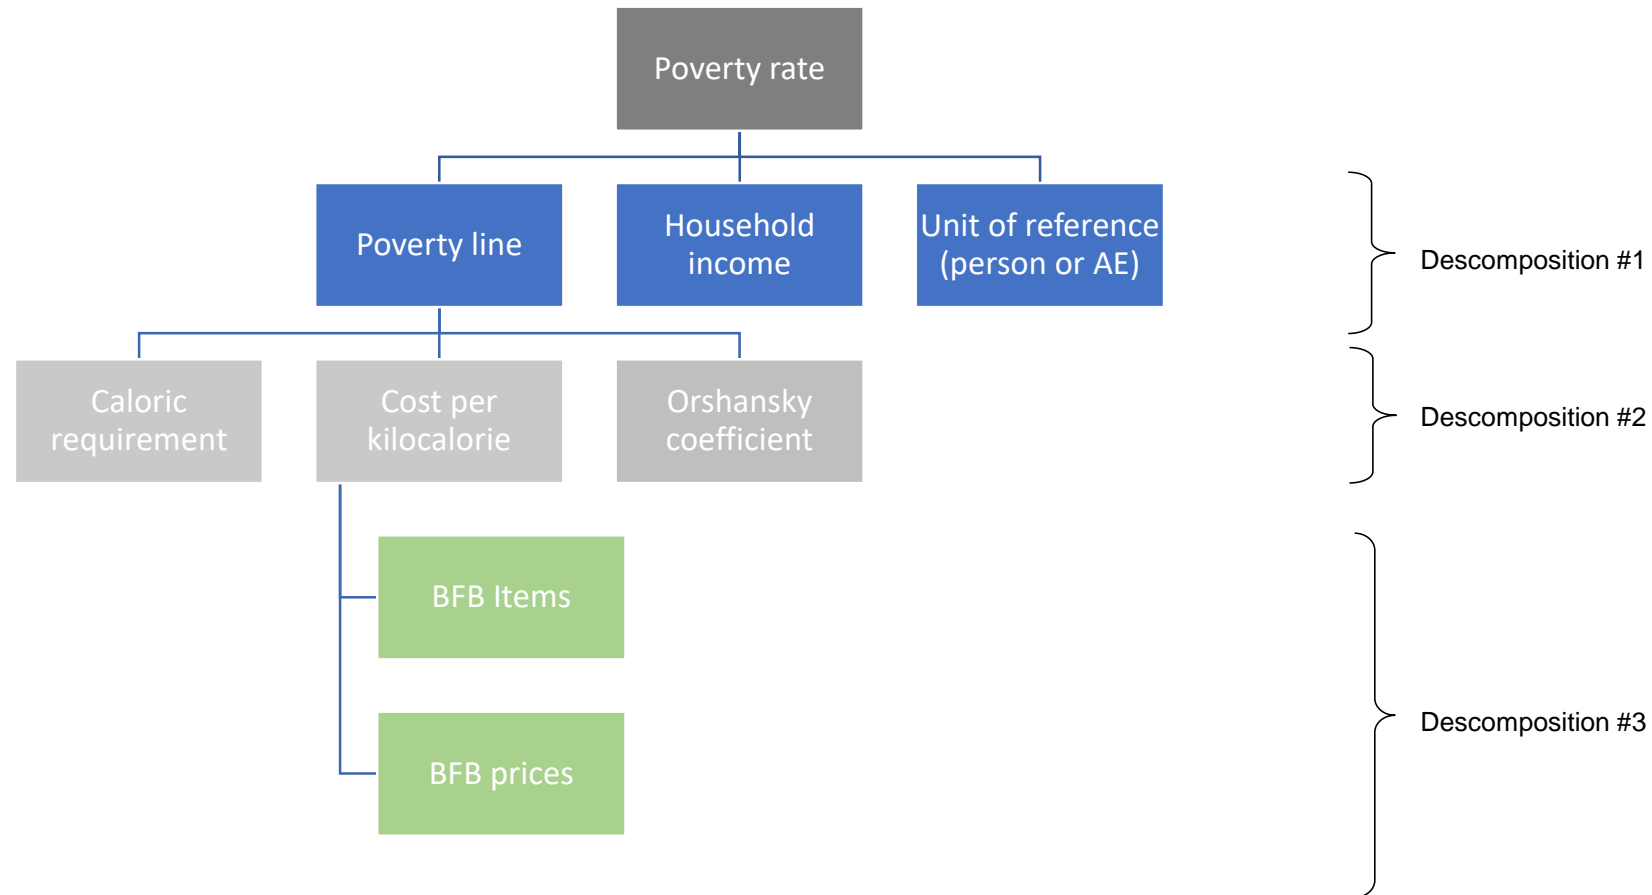 Poverty rate
Poverty line
Household
income
Unit of reference
(person or AE)
Descomposition #1
Caloric
requirement
Cost per
kilocalorie
Orshansky
coefficient
Descomposition #2
BFB Items
BFB prices
Descomposition #3